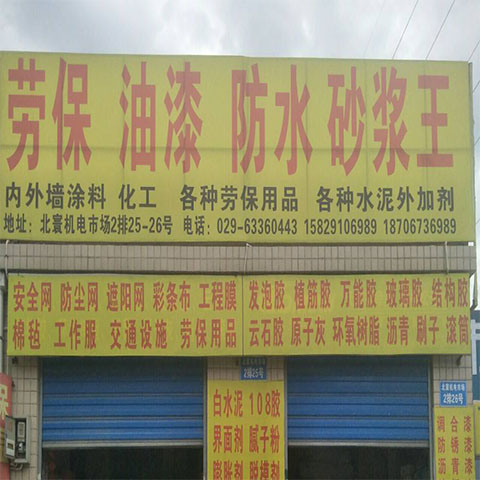 劳保 油漆 防水 砂浆王
内外墙涂料 化工 各种劳保用品 各种水泥外加剂
地址：北寰机电市场2排25-26号 电话：029-63360443 15829106989 18706736989
安全网 防尘网 遮阳网 彩条布 工程膜
棉毡 工作服 交通设施 劳保用品
发泡胶 植筋胶 万能胶 玻璃胶 结构胶
云石胶 原子灰 环氧树脂 沥青 刷子 滚筒
2排25号
白水泥 108胶
界面剂 腻子粉
膨胀剂 脱模剂
2排26号
调合漆
防锈漆
沥青漆